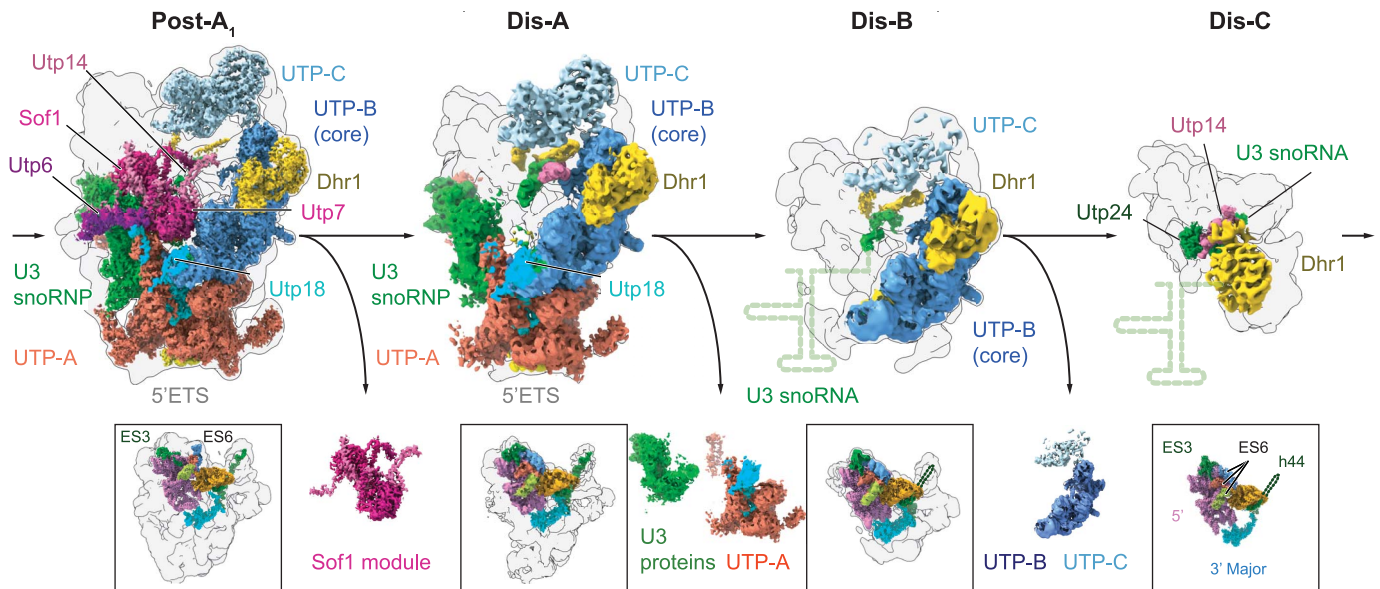 Post-A1
Dis-A
Dis-B
Dis-C
Utp14
Sof1
Utp6
UTP-C
UTP-B
(core)
Dhr1
Utp7
U3
snoRNP
Utp18
UTP-A
5'ETS
UTP-C
UTP-B
(core)
Dhr1
U3
snoRNP
Utp18
UTP-A
5'ETS
UTP-C
UTP-B
(core)
U3 snoRNA
Utp14
U3 snoRNA
Utp24
Dhr1
ES3
ES6
Sof1 module
U3
proteins
UTP-A
UTP-B
UTP-C
ES3
ES6
h44
5'
3' Major